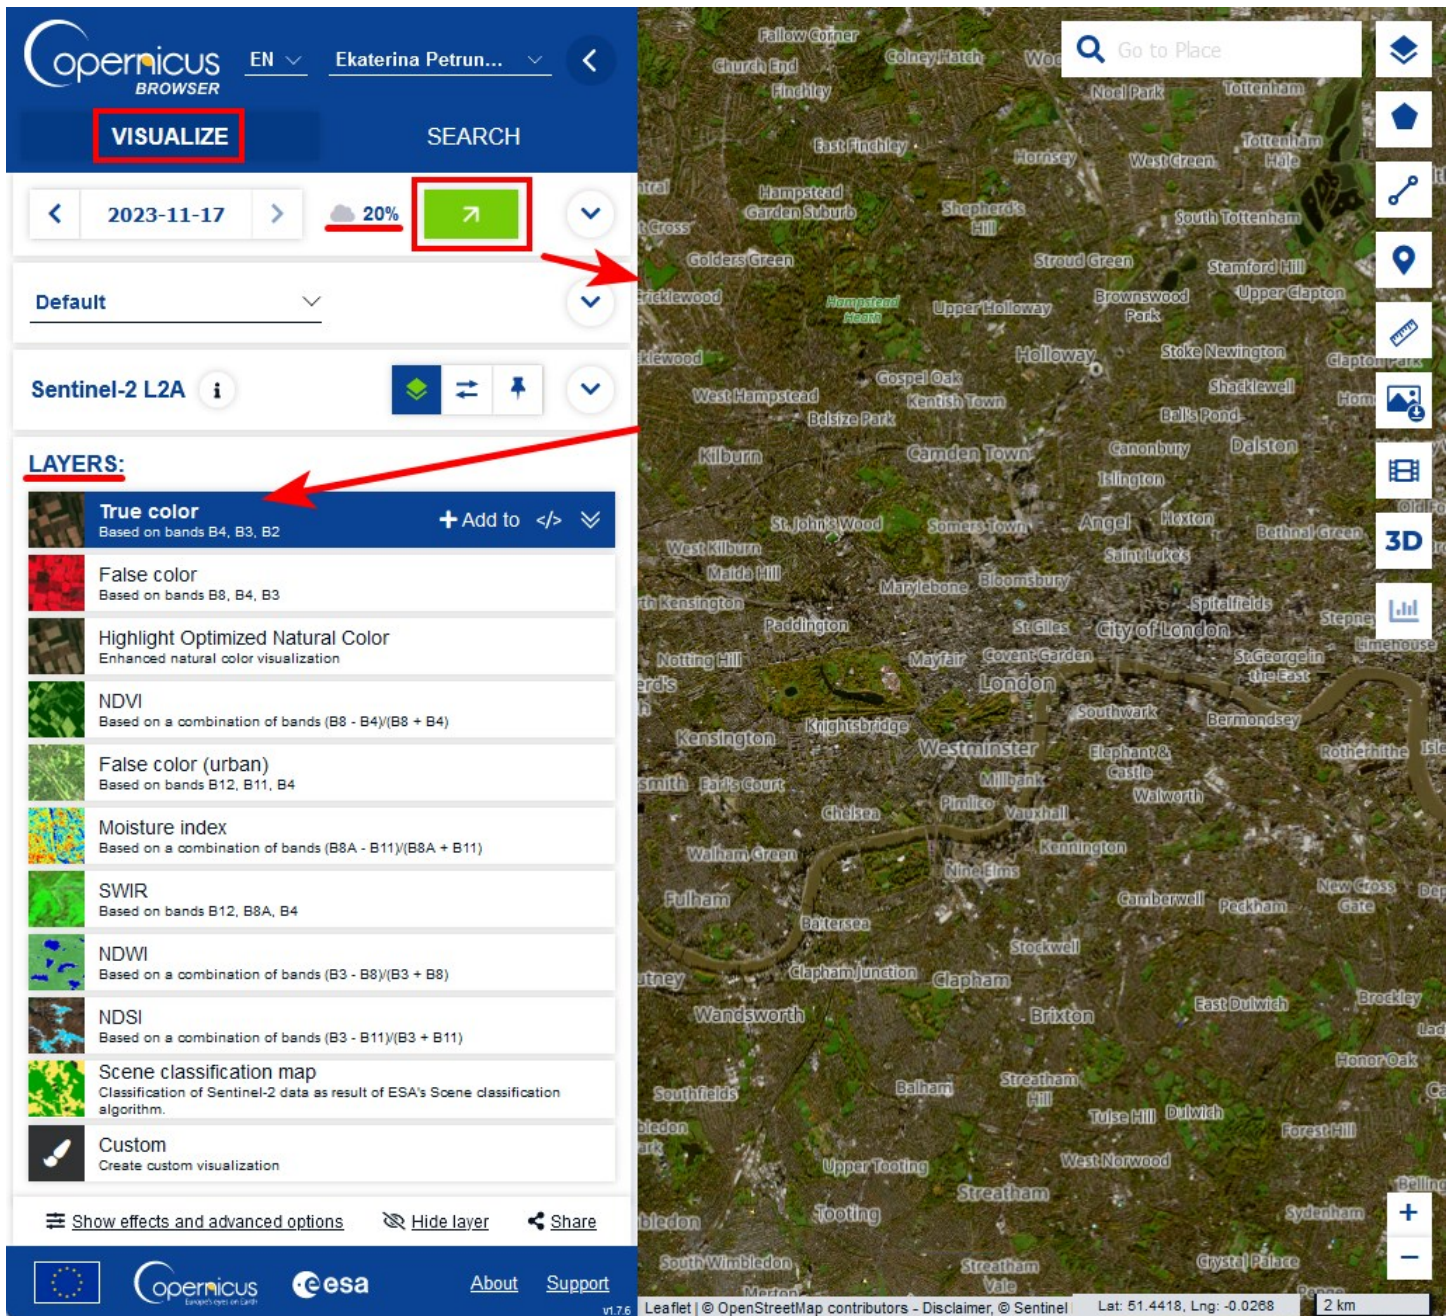 Copernicus
BROWSER
EN
Ekaterina Petrun...
VISUALIZE
SEARCH
2023-11-17
20%
Default
Sentinel-2 L2A
i
LAYERS:
True color
Based on bands B4, B3, B2
Add to </>
False color
Based on bands B8, B4, B3
Highlight Optimized Natural Color
Enhanced natural color visualization
NDVI
Based on a combination of bands (B8 - B4)/(B8 + B4)
False color (urban)
Based on bands B12, B11, B4
Moisture index
Based on a combination of bands (B8A - B11)/(B8A + B11)
SWIR
Based on bands B12, B8A, B4
NDWI
Based on a combination of bands (B3 - B8)/(B3 + B8)
NDSI
Based on a combination of bands (B3 - B11)/(B3 + B11)
Scene classification map
Classification of Sentinel-2 data as result of ESA's Scene classification
algorithm.
Custom
Create custom visualization
Show effects and advanced options
Hide layer
Share
Copernicus
Europe's eyes on Earth
esa
About
Support
v1.7.6
Go to Place
3D
Fallow Corner
Colney Hatch
Church End
Finchley
Noel Park
Tottenham
East Finchley
Hornsey
West Green
Tottenham
Hale
Hampstead
Garden Suburb
Shepherd's
Hill
South Tottenham
Golders Green
Stroud Green
Stamford Hill
Hampstead
Heath
Upper Holloway
Brownswood
Park
Upper Clapton
Holloway
Stoke Newington
Clapton Park
West Hampstead
Gospel Oak
Kentish Town
Shacklewell
Belsize Park
Ball's Pond
Kilburn
Camden Town
Canonbury
Dalston
Islington
St. John's Wood
Somers Town
Angel
Hoxton
Bethnal Green
West Kilburn
Saint Luke's
Maida Hill
Marylebone
Bloomsbury
Spitalfields
Paddington
St Giles
City of London
Limehouse
Notting Hill
Mayfair
Covent Garden
St. George in
the East
London
Knightsbridge
Southwark
Bermondsey
Kensington
Westminster
Elephant &
Castle
Rotherhithe
Earl's Court
Millbank
Walworth
Chelsea
Pimlico
Vauxhall
Walham Green
Kennington
Nine Elms
Fulham
Camberwell
Peckham
New Cross
Gate
Battersea
Stockwell
Clapham Junction
Clapham
Wandsworth
Brixton
East Dulwich
Brockley
Honor Oak
Southfields
Balham
Streatham
Hill
Tulse Hill
Dulwich
Forest Hill
Upper Tooting
West Norwood
Streatham
Tooting
Sydenham
South Wimbledon
Streatham
Vale
Crystal Palace
Merton
Leaflet | © OpenStreetMap contributors - Disclaimer, © Sentinel
Lat: 51.4418, Lng: -0.0268
2 km